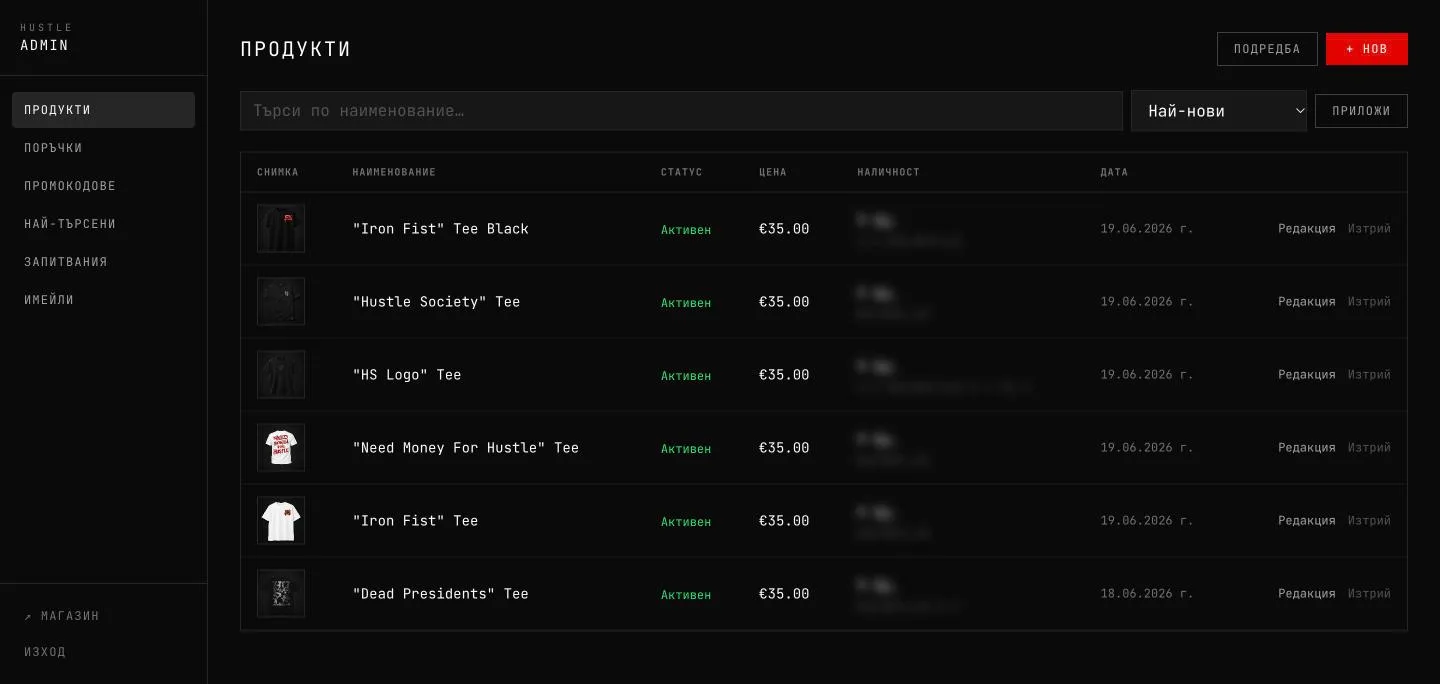 HUSTLE
ADMIN
ПРОДУКТИ
ПОРЪЧКИ
ПРОМОКОДОВЕ
НАЙ-ТЪРСЕНИ
ЗАПИТВАНИЯ
ИМЕЙЛИ
↗ МАГАЗИН
ИЗХОД
ПРОДУКТИ
ПОДРЕДБА
+ НОВ
Търси по наименование…
Най-нови
ПРИЛОЖИ
СНИМКА НАИМЕНОВАНИЕ СТАТУС ЦЕНА НАЛИЧНОСТ ДАТА
"Iron Fist" Tee Black Активен €35.00 19.06.2026 г. Редакция Изтрий
"Hustle Society" Tee Активен €35.00 19.06.2026 г. Редакция Изтрий
"HS Logo" Tee Активен €35.00 19.06.2026 г. Редакция Изтрий
"Need Money For Hustle" Tee Активен €35.00 19.06.2026 г. Редакция Изтрий
"Iron Fist" Tee Активен €35.00 19.06.2026 г. Редакция Изтрий
"Dead Presidents" Tee Активен €35.00 18.06.2026 г. Редакция Изтрий